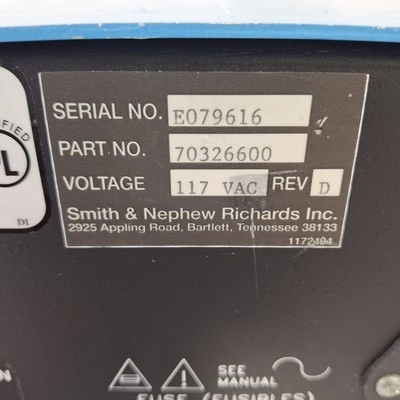 SERIAL NO. E079616
PART NO. 70326600
VOLTAGE 117 VAC REV D
Smith & Nephew Richards Inc.
2925 Appling Road, Bartlett, Tennessee 38133
1172494
SEE
MANUAL
FUSE (FUSIBLES)